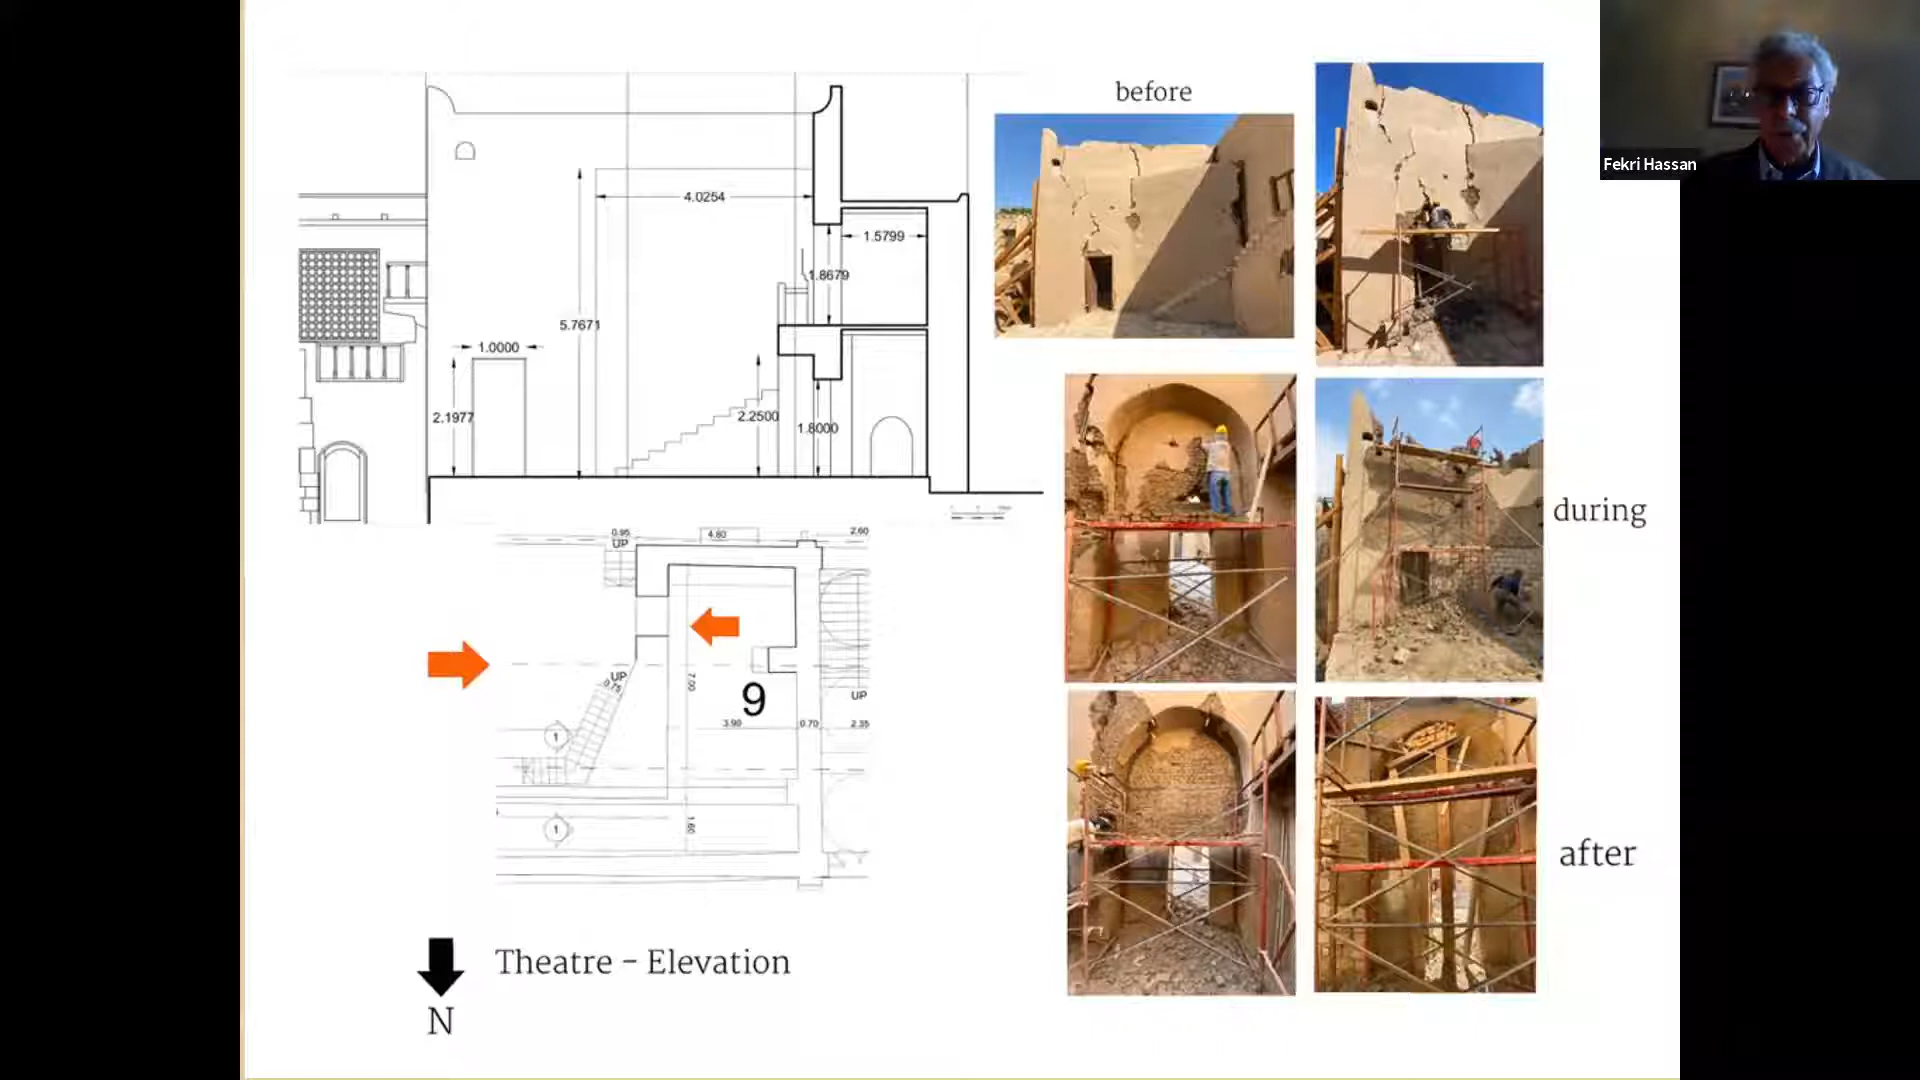 before
Fekri Hassan
4.0254
1.5799
1.8679
5.7671
1.0000
2.1977
2.2500
1.8000
during
0.95
4.80
2.60
UP
UP
0.75
7.00
9
UP
3.90
0.70
2.35
1
1
1.60
after
Theatre - Elevation
N